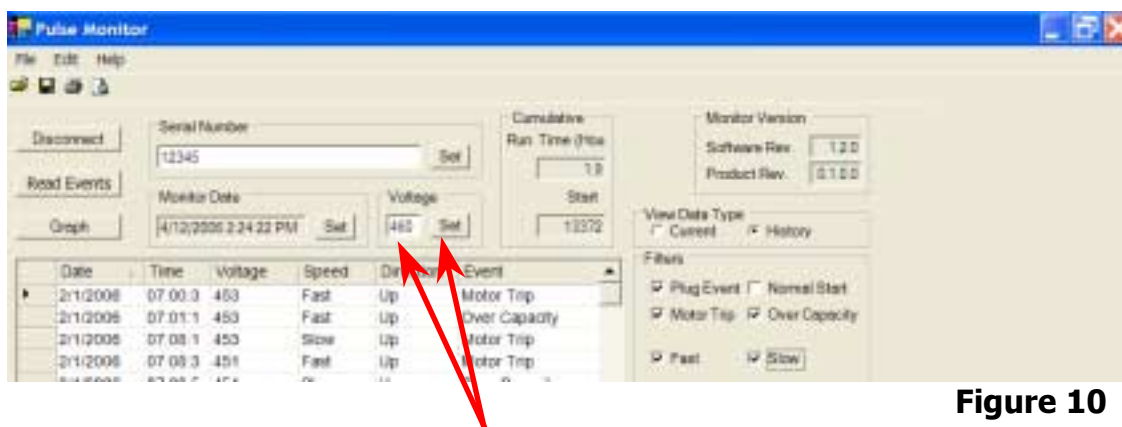 Pulse Monitor
File Edit Help
Disconnect
Read Events
Graph
Serial Number
12345 Set
Monitor Date
4/12/2006 2:24:22 PM Set
Voltage
460 Set
Cumulative
Run Time (Hou
1.9
Start
13372
Monitor Version
Software Rev. 1.2.0
Product Rev. 0.1.0.0
View Data Type
Current History
Filters
Plug Event Normal Start
Motor Trip Over Capacity
Fast Slow
Date Time Voltage Speed Event
2/1/2006 07:00:3 453 Fast Up Motor Trip
2/1/2006 07:01:1 453 Fast Up Over Capacity
2/1/2006 07:08:1 453 Slow Up Motor Trip
2/1/2006 07:08:3 451 Fast Up Motor Trip
Figure 10